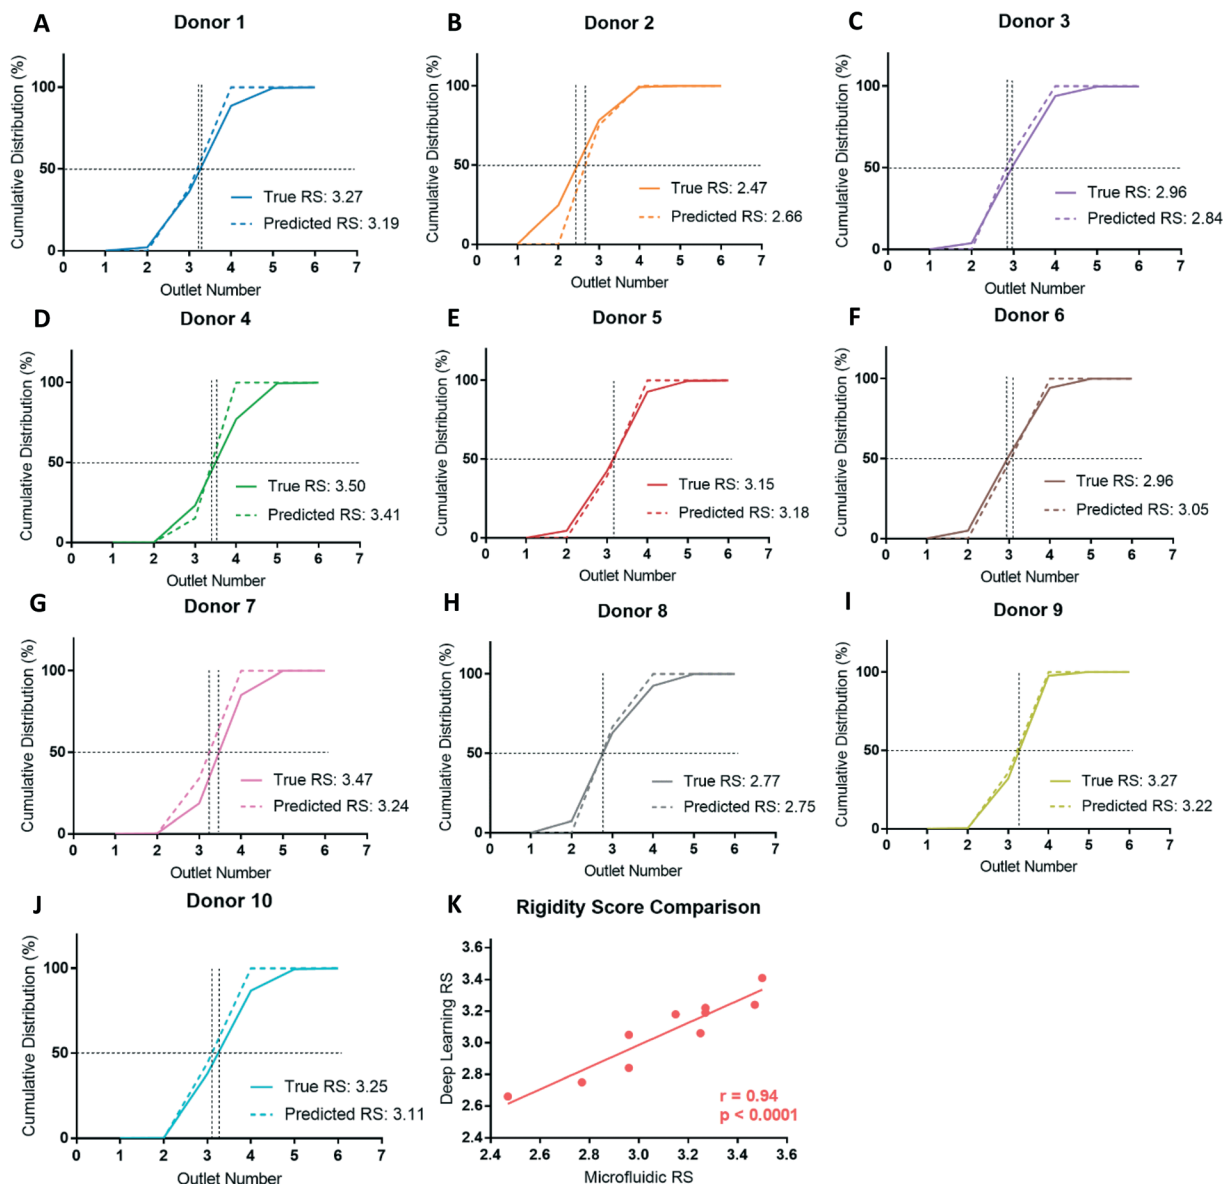 A
Donor 1
Cumulative Distribution (%)
100
50
0
0 1 2 3 4 5 6 7
Outlet Number
True RS: 3.27
Predicted RS: 3.19
B
Donor 2
Cumulative Distribution (%)
100
50
0
0 1 2 3 4 5 6 7
Outlet Number
True RS: 2.47
Predicted RS: 2.66
C
Donor 3
Cumulative Distribution (%)
100
50
0
0 1 2 3 4 5 6 7
Outlet Number
True RS: 2.96
Predicted RS: 2.84
D
Donor 4
Cumulative Distribution (%)
100
50
0
0 1 2 3 4 5 6 7
Outlet Number
True RS: 3.50
Predicted RS: 3.41
E
Donor 5
Cumulative Distribution (%)
100
50
0
0 1 2 3 4 5 6 7
Outlet Number
True RS: 3.15
Predicted RS: 3.18
F
Donor 6
Cumulative Distribution (%)
100
50
0
0 1 2 3 4 5 6 7
Outlet Number
True RS: 2.96
Predicted RS: 3.05
G
Donor 7
Cumulative Distribution (%)
100
50
0
0 1 2 3 4 5 6 7
Outlet Number
True RS: 3.47
Predicted RS: 3.24
H
Donor 8
Cumulative Distribution (%)
100
50
0
0 1 2 3 4 5 6 7
Outlet Number
True RS: 2.77
Predicted RS: 2.75
I
Donor 9
Cumulative Distribution (%)
100
50
0
0 1 2 3 4 5 6 7
Outlet Number
True RS: 3.27
Predicted RS: 3.22
J
Donor 10
Cumulative Distribution (%)
100
50
0
0 1 2 3 4 5 6 7
Outlet Number
True RS: 3.25
Predicted RS: 3.11
K
Rigidity Score Comparison
Deep Learning RS
3.6
3.4
3.2
3.0
2.8
2.6
2.4
2.4 2.6 2.8 3.0 3.2 3.4 3.6
Microfluidic RS
r = 0.94
p < 0.0001